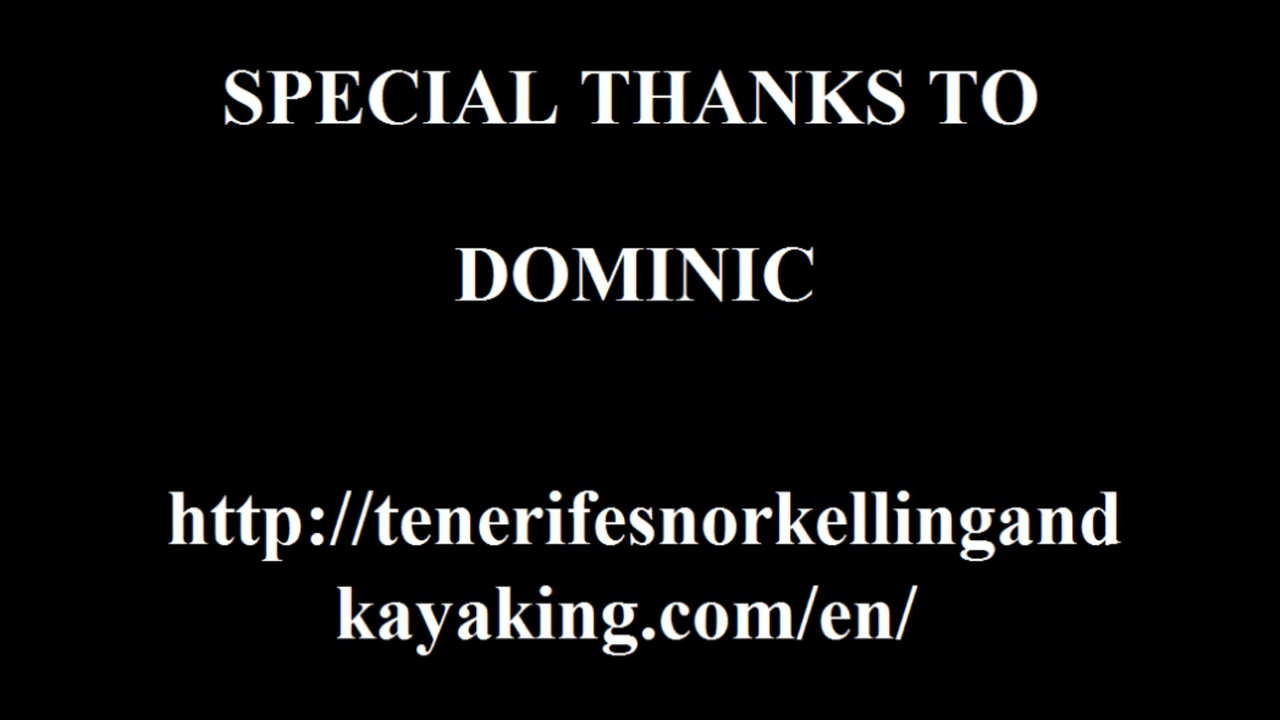 SPECIAL THANKS TO
DOMINIC
http://tenerifesnorkellingand
kayaking.com/en/